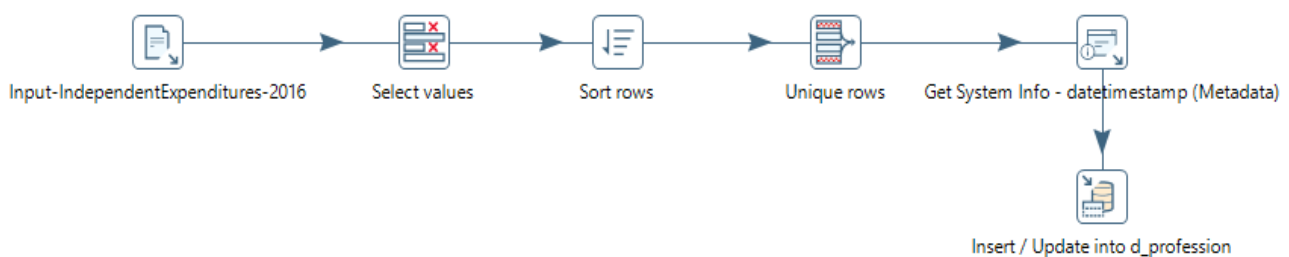 Input-IndependentExpenditures-2016
Select values
Sort rows
Unique rows
Get System Info - datetimestamp (Metadata)
Insert / Update into d_profession